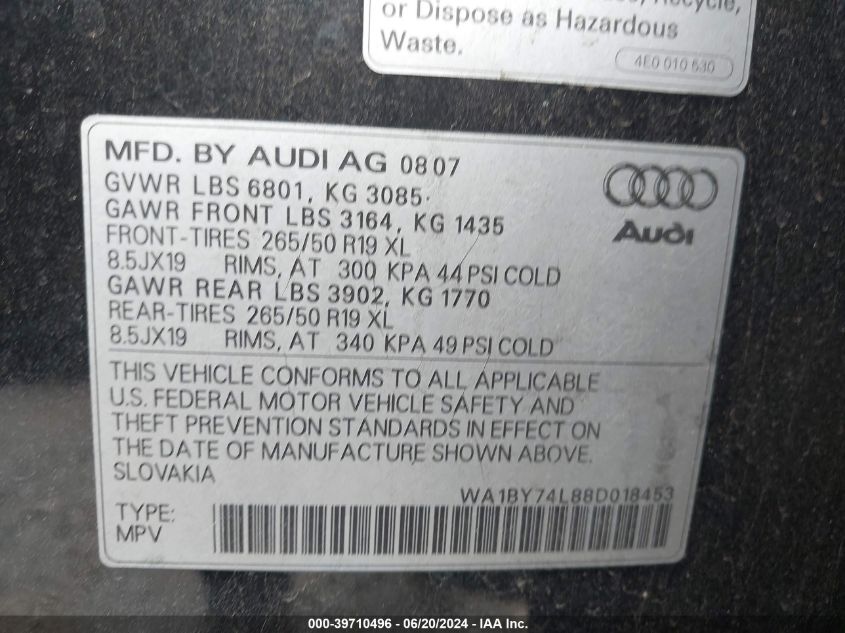 or Dispose as Hazardous
Waste.
4E0 010 530
MFD. BY AUDI AG 0807
GVWR LBS 6801, KG 3085
GAWR FRONT LBS 3164, KG 1435
FRONT-TIRES 265/50 R19 XL
8.5JX19 RIMS, AT 300 KPA 44 PSI COLD
GAWR REAR LBS 3902, KG 1770
REAR-TIRES 265/50 R19 XL
8.5JX19 RIMS, AT 340 KPA 49 PSI COLD
Audi
THIS VEHICLE CONFORMS TO ALL APPLICABLE
U.S. FEDERAL MOTOR VEHICLE SAFETY AND
THEFT PREVENTION STANDARDS IN EFFECT ON
THE DATE OF MANUFACTURE SHOWN ABOVE.
SLOVAKIA
WA1BY74L88D018453
TYPE:
MPV
000-39710496 - 06/20/2024 - IAA Inc.